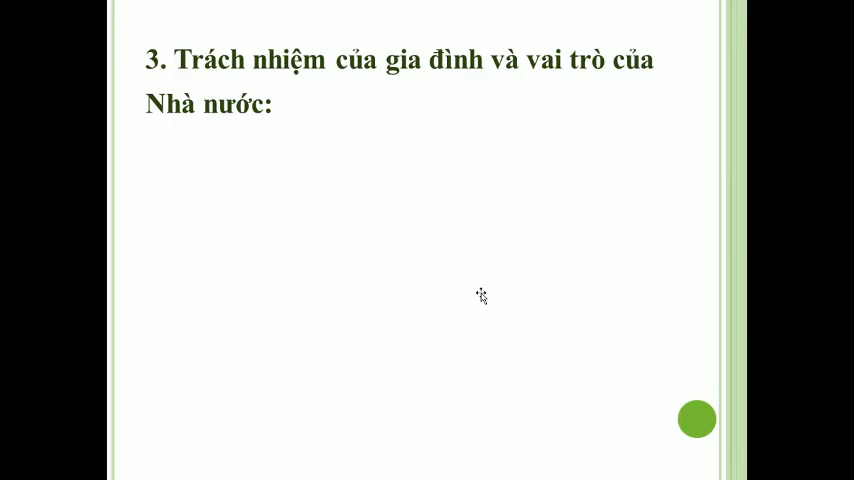 3. Trách nhiệm của gia đình và vai trò của
Nhà nước: